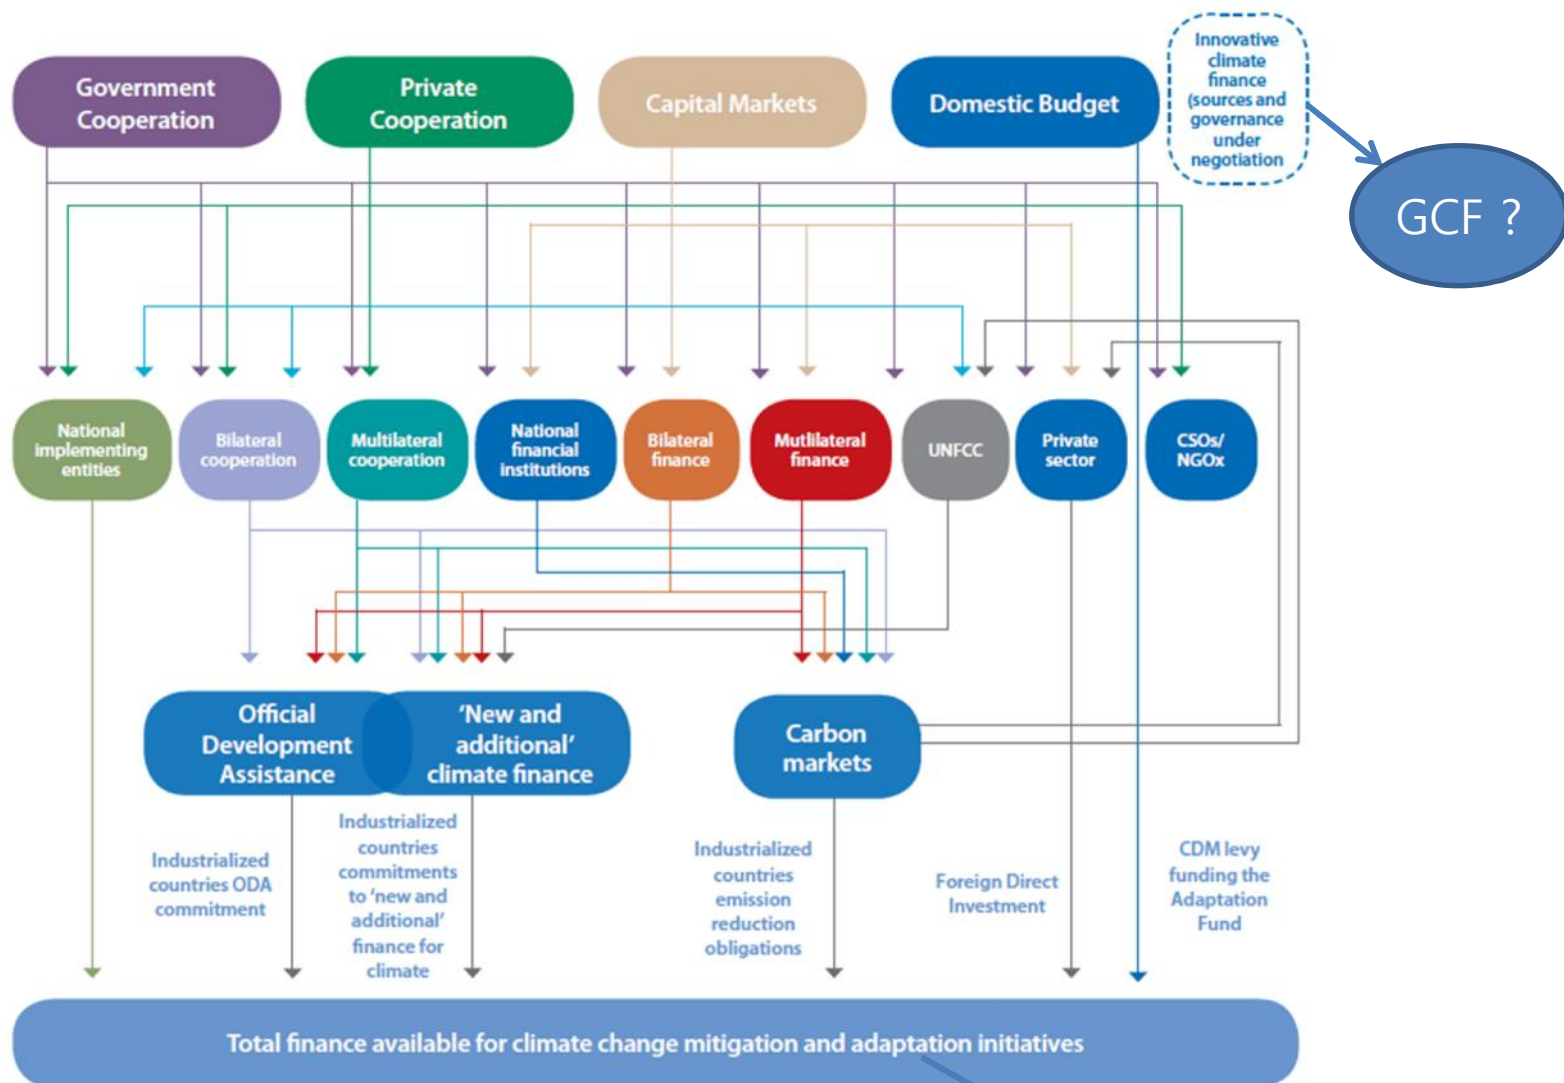 Government
Cooperation
Private
Cooperation
Capital Markets
Domestic Budget
Innovative
climate
finance
(sources and
governance
under
negotiation
GCF ?
National
implementing
entities
Bilateral
cooperation
Multilateral
cooperation
National
financial
institutions
Bilateral
finance
Mutlilateral
finance
UNFCC
Private
sector
CSOs/
NGOx
Official
Development
Assistance
'New and
additional'
climate finance
Carbon
markets
Industrialized
countries ODA
commitment
Industrialized
countries
commitments
to 'new and
additional'
finance for
climate
Industrialized
countries
emission
reduction
obligations
Foreign Direct
Investment
CDM levy
funding the
Adaptation
Fund
Total finance available for climate change mitigation and adaptation initiatives